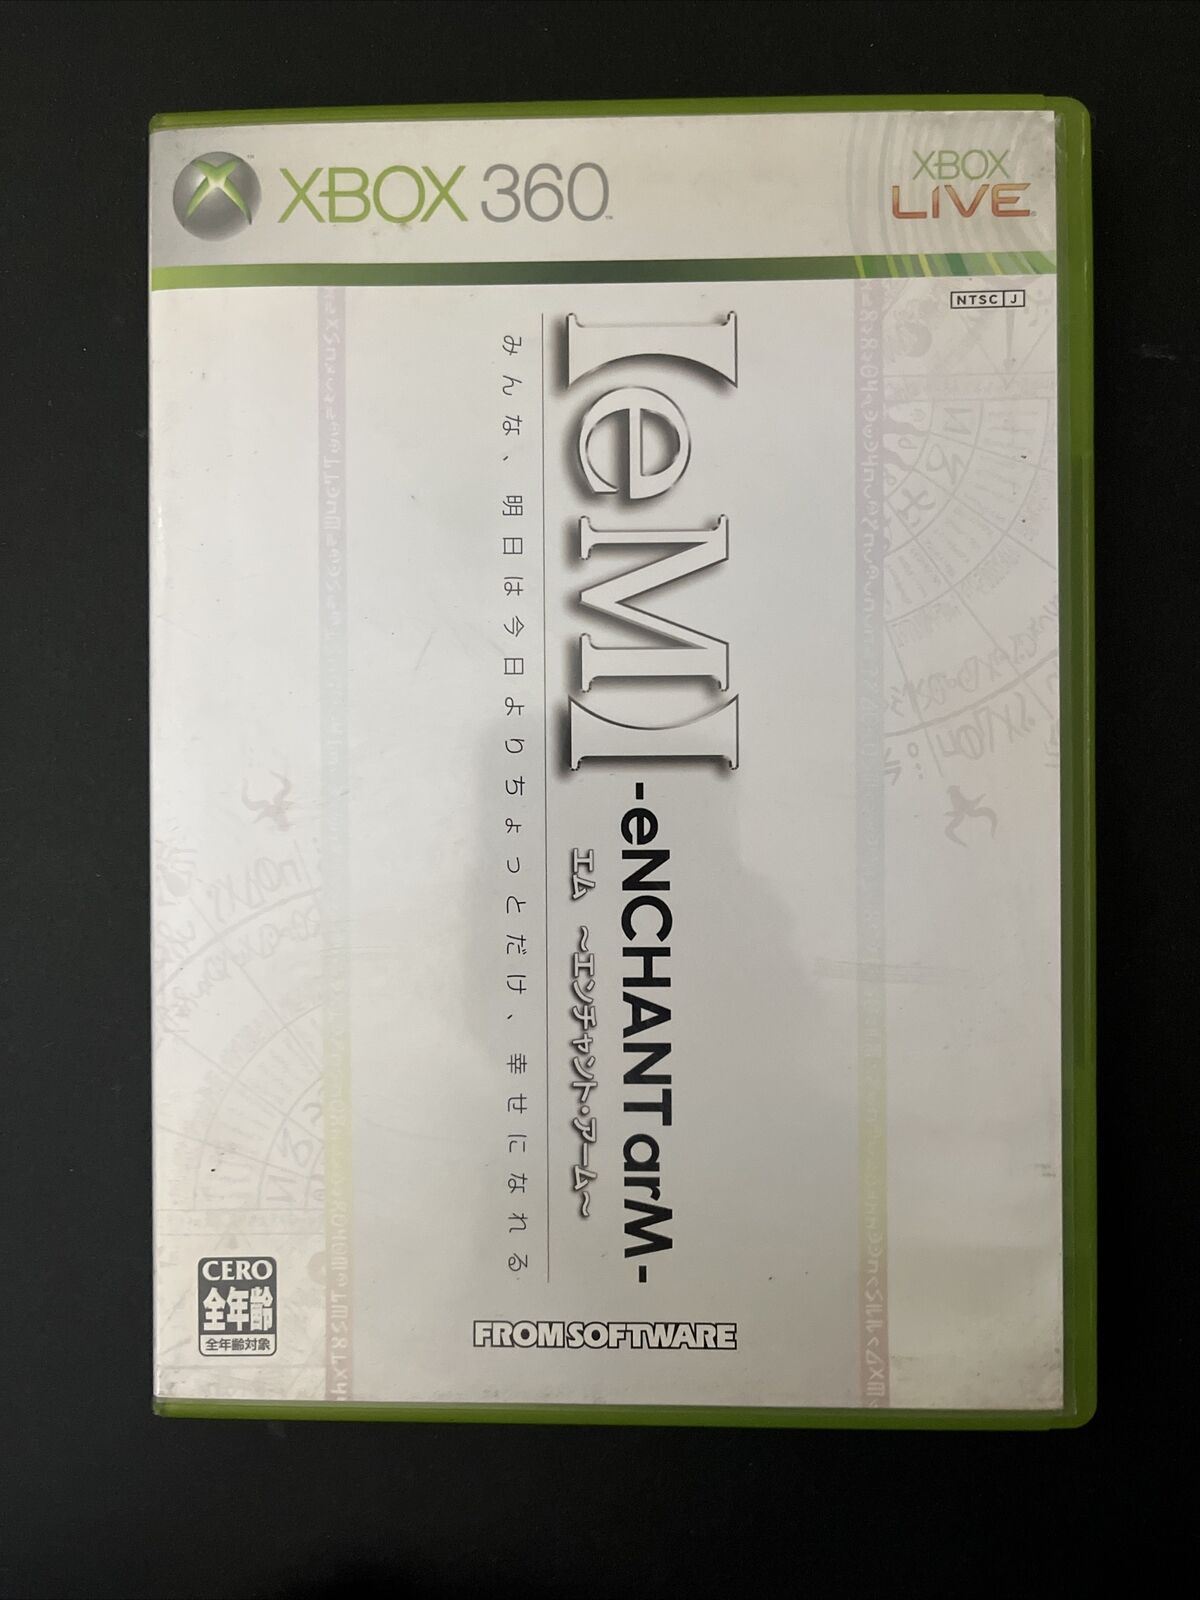 XBOX 360
XBOX
LIVE
NTSC J
【eM】
-eNCHANT arM-
エム ~エンチャント・アーム~
みんな、明日は今日よりちょっとだけ、幸せになれる
CERO
全年齢
全年齢対象
FROMSOFTWARE